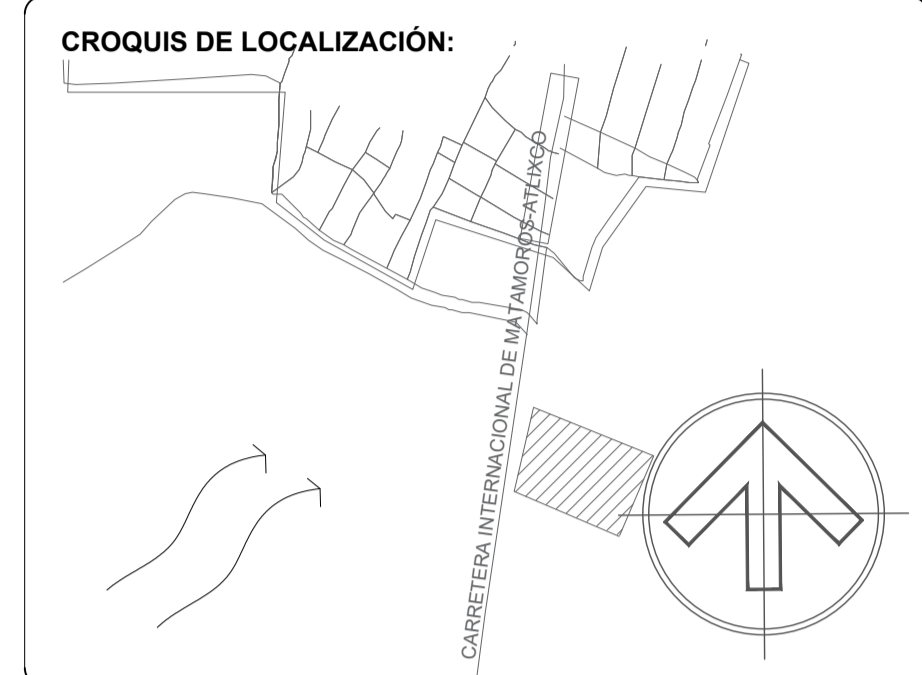 CROQUIS DE LOCALIZACIÓN:
CARRETERA INTERNACIONAL DE MATAMOROS-ATLIXCO